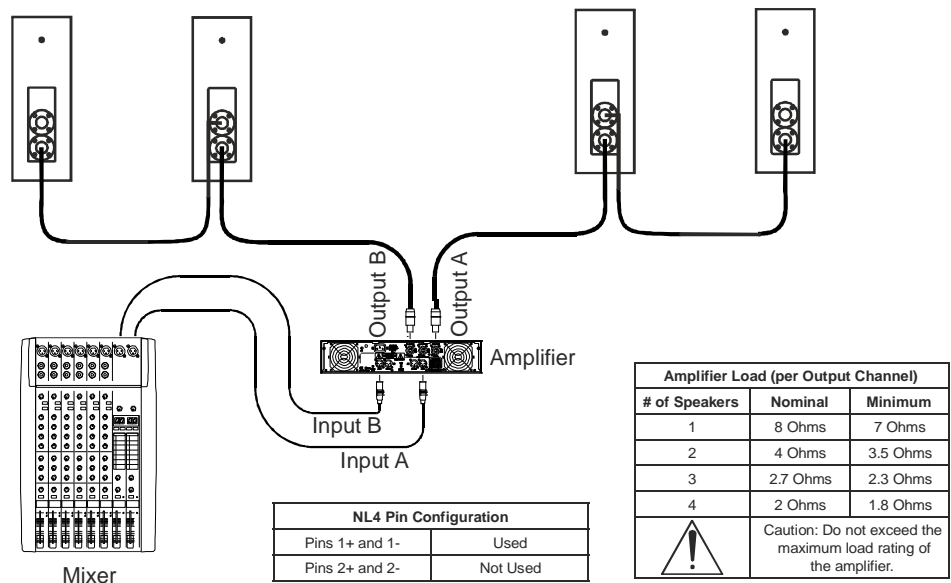 Output B
Output A
Amplifier
Input B
Input A
Mixer
NL4 Pin Configuration
Pins 1+ and 1- Used
Pins 2+ and 2- Not Used
Amplifier Load (per Output Channel)
# of Speakers Nominal Minimum
1 8 Ohms 7 Ohms
2 4 Ohms 3.5 Ohms
3 2.7 Ohms 2.3 Ohms
4 2 Ohms 1.8 Ohms
Caution: Do not exceed the
maximum load rating of
the amplifier.